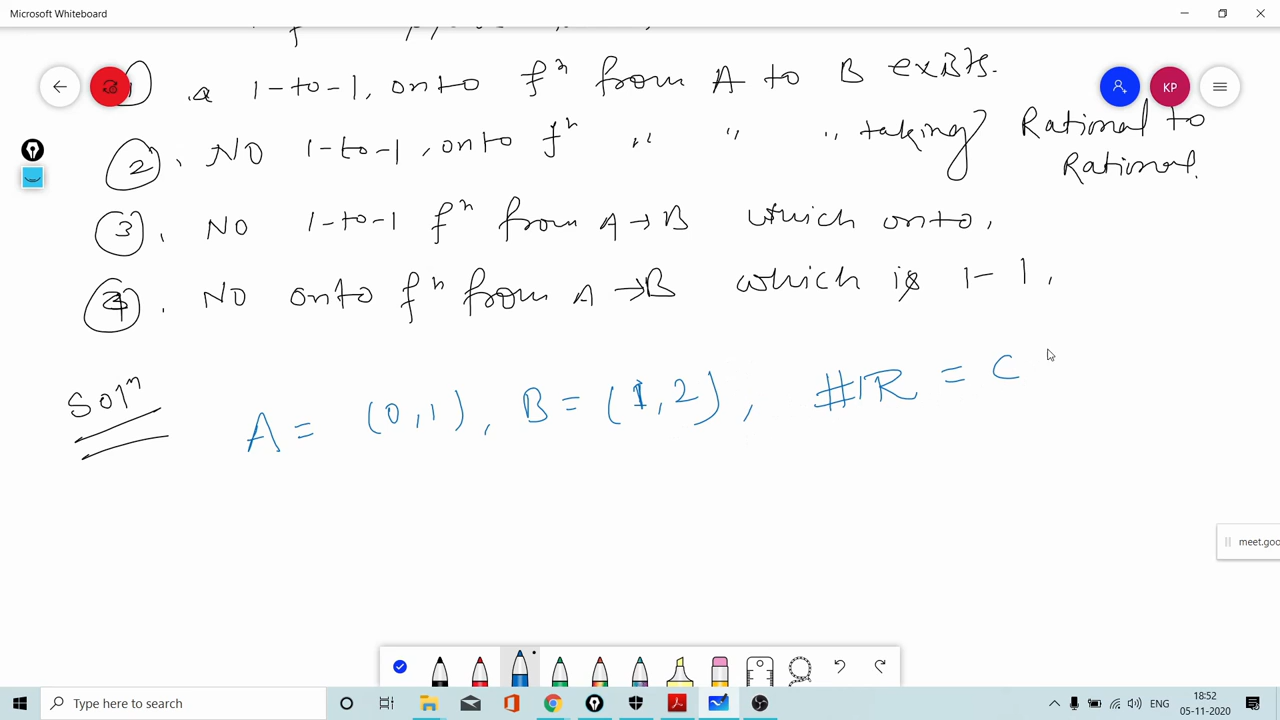 Microsoft Whiteboard
1) a 1-to-1, onto fⁿ from A to B exists.
KP
2. No 1-to-1, onto fⁿ " " " taking Rational to
Rational.
3. No 1-to-1 fⁿ from A → B which onto.
4. No onto fⁿ from A → B which is 1-1.
Solⁿ
A = (0,1), B = (1,2), #IR = C
meet.goo
Type here to search
ENG
18:52
05-11-2020